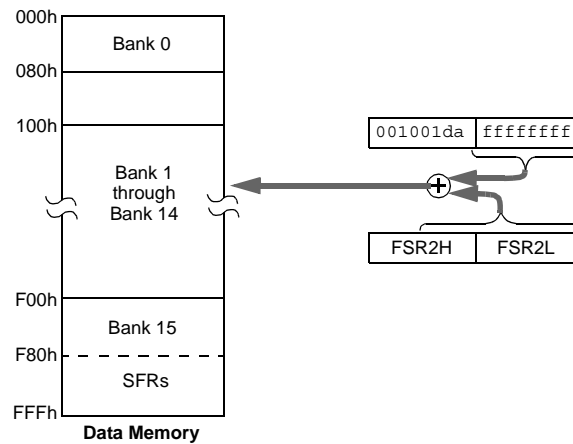 000h
Bank 0
080h
100h
001001da ffffffff
Bank 1
through
Bank 14
FSR2H FSR2L
F00h
Bank 15
F80h
SFRs
FFFh
Data Memory